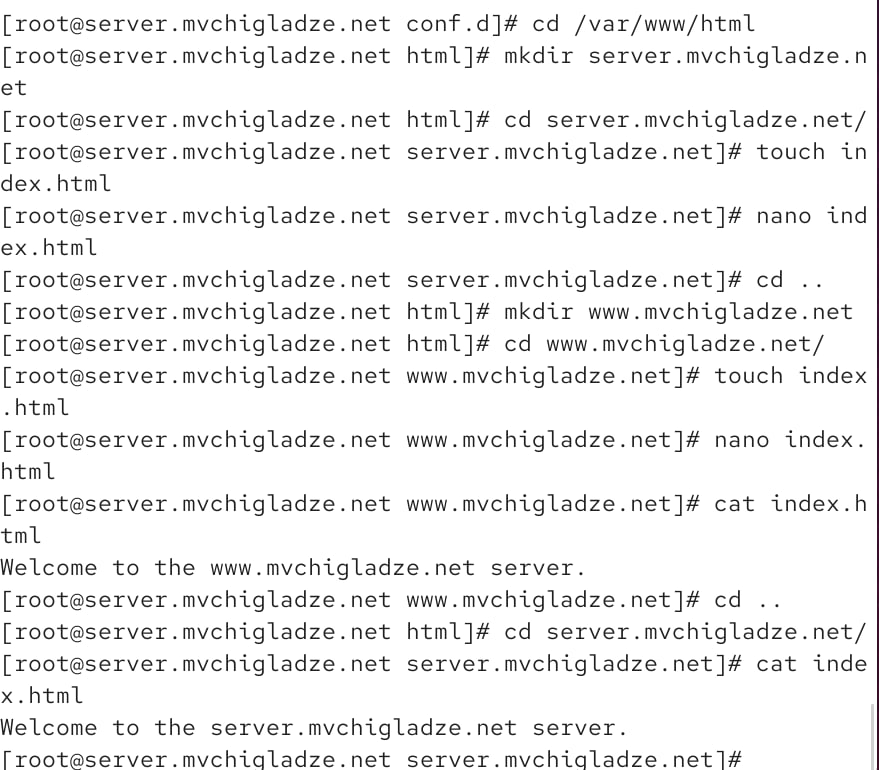 [root@server.mvchigladze.net conf.d]# cd /var/www/html
[root@server.mvchigladze.net html]# mkdir server.mvchigladze.n
et
[root@server.mvchigladze.net html]# cd server.mvchigladze.net/
[root@server.mvchigladze.net server.mvchigladze.net]# touch in
dex.html
[root@server.mvchigladze.net server.mvchigladze.net]# nano ind
ex.html
[root@server.mvchigladze.net server.mvchigladze.net]# cd ..
[root@server.mvchigladze.net html]# mkdir www.mvchigladze.net
[root@server.mvchigladze.net html]# cd www.mvchigladze.net/
[root@server.mvchigladze.net www.mvchigladze.net]# touch index
.html
[root@server.mvchigladze.net www.mvchigladze.net]# nano index.
html
[root@server.mvchigladze.net www.mvchigladze.net]# cat index.h
tml
Welcome to the www.mvchigladze.net server.
[root@server.mvchigladze.net www.mvchigladze.net]# cd ..
[root@server.mvchigladze.net html]# cd server.mvchigladze.net/
[root@server.mvchigladze.net server.mvchigladze.net]# cat inde
x.html
Welcome to the server.mvchigladze.net server.
[root@server.mvchigladze.net server.mvchigladze.net]#